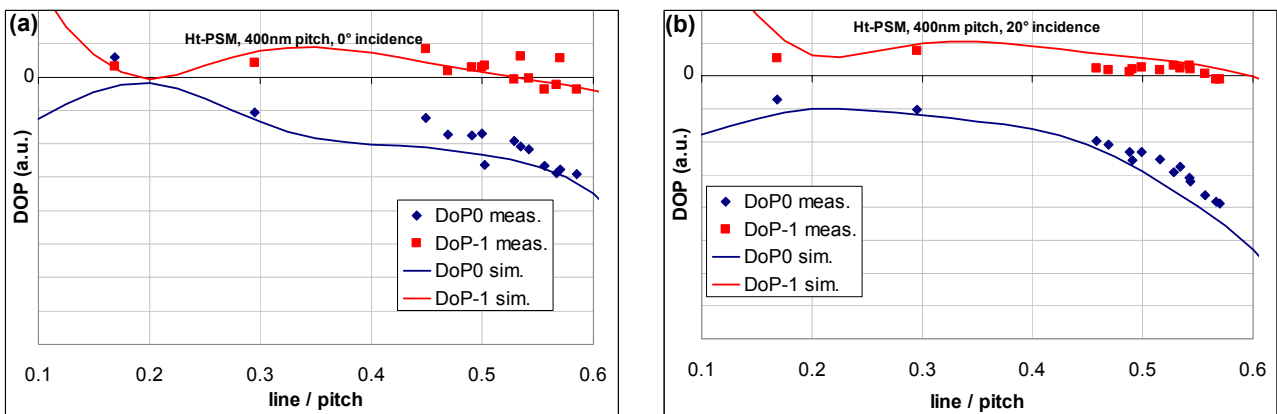 (a)
Ht-PSM, 400nm pitch, 0° incidence
0
DOP (a.u.)
DoP0 meas.
DoP-1 meas.
DoP0 sim.
DoP-1 sim.
0.1 0.2 0.3 0.4 0.5 0.6
line / pitch
(b)
Ht-PSM, 400nm pitch, 20° incidence
0
DOP (a.u.)
DoP0 meas.
DoP-1 meas.
DoP0 sim.
DoP-1 sim.
0.1 0.2 0.3 0.4 0.5 0.6
line / pitch